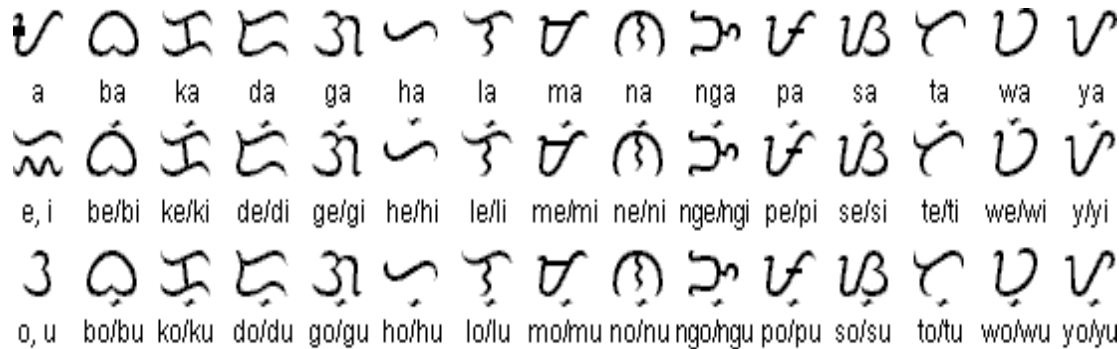 ᜀ ᜊ ᜃ ᜇ ᜄ ᜑ ᜎ ᜋ ᜈ ᜅ ᜉ ᜐ ᜆ ᜏ ᜌ
a ba ka da ga ha la ma na nga pa sa ta wa ya
ᜁ ᜊᜒ ᜃᜒ ᜇᜒ ᜄᜒ ᜑᜒ ᜎᜒ ᜋᜒ ᜈᜒ ᜅᜒ ᜉᜒ ᜐᜒ ᜆᜒ ᜏᜒ ᜌᜒ
e, i be/bi ke/ki de/di ge/gi he/hi le/li me/mi ne/ni nge/ngi pe/pi se/si te/ti we/wi y/yi
ᜂ ᜊᜓ ᜃᜓ ᜇᜓ ᜄᜓ ᜑᜓ ᜎᜓ ᜋᜓ ᜈᜓ ᜅᜓ ᜉᜓ ᜐᜓ ᜆᜓ ᜏᜓ ᜌᜓ
o, u bo/bu ko/ku do/du go/gu ho/hu lo/lu mo/mu no/nu ngo/ngu po/pu so/su to/tu wo/wu yo/yu